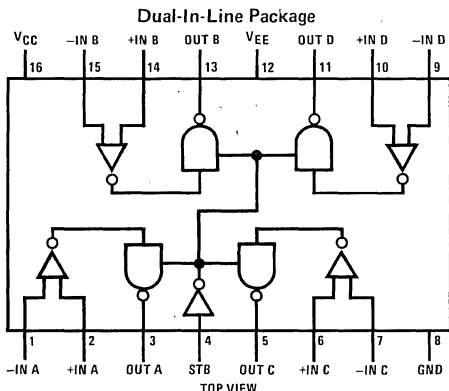 Dual-In-Line Package
VCC –IN B +IN B OUT B VEE OUT D +IN D –IN D
16 15 14 13 12 11 10 9
1 2 3 4 5 6 7 8
–IN A +IN A OUT A STB OUT C +IN C –IN C GND
TOP VIEW